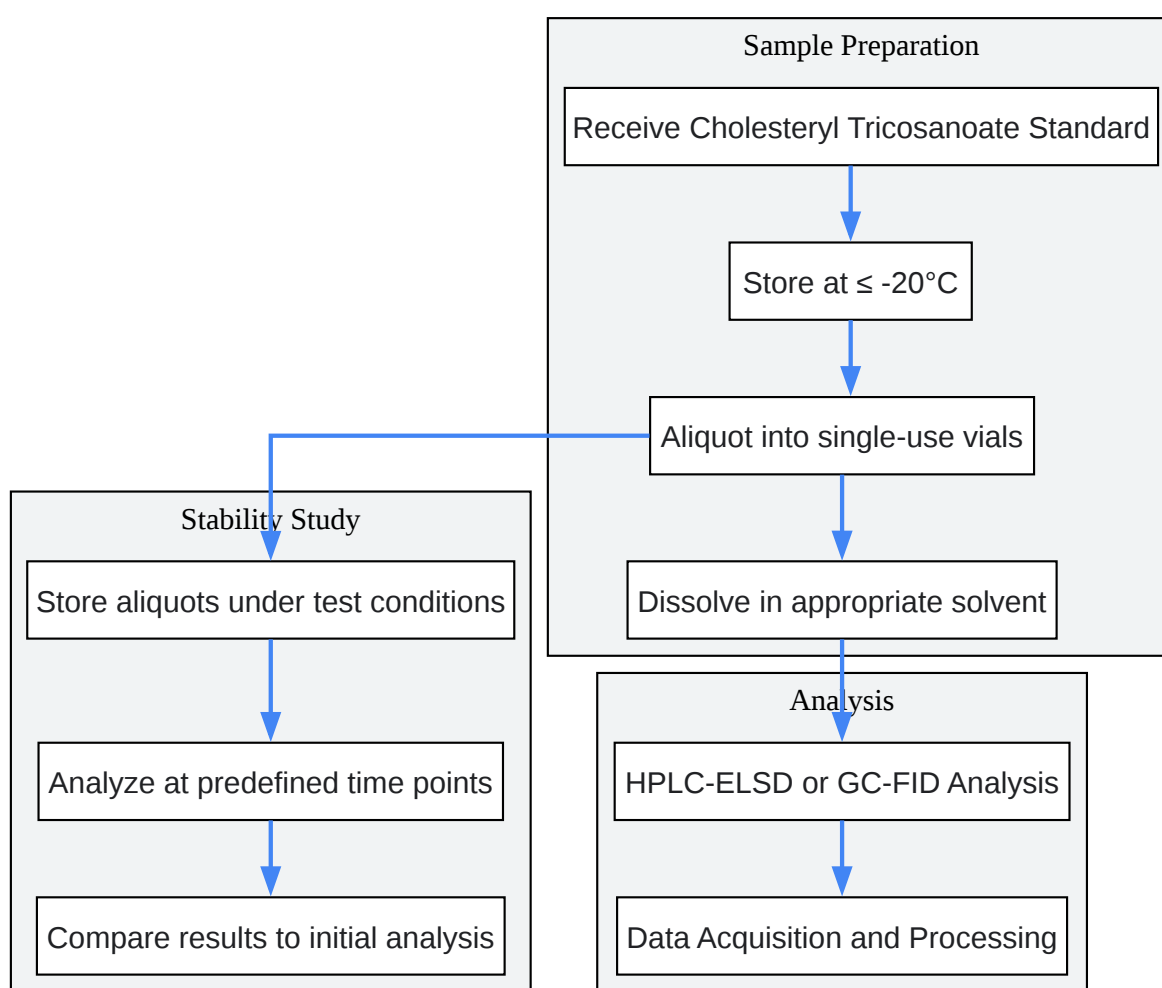 Sample Preparation
Receive Cholesteryl Tricosanoate Standard
Store at ≤ -20°C
Aliquot into single-use vials
Dissolve in appropriate solvent
Stability Study
Store aliquots under test conditions
Analyze at predefined time points
Compare results to initial analysis
Analysis
HPLC-ELSD or GC-FID Analysis
Data Acquisition and Processing